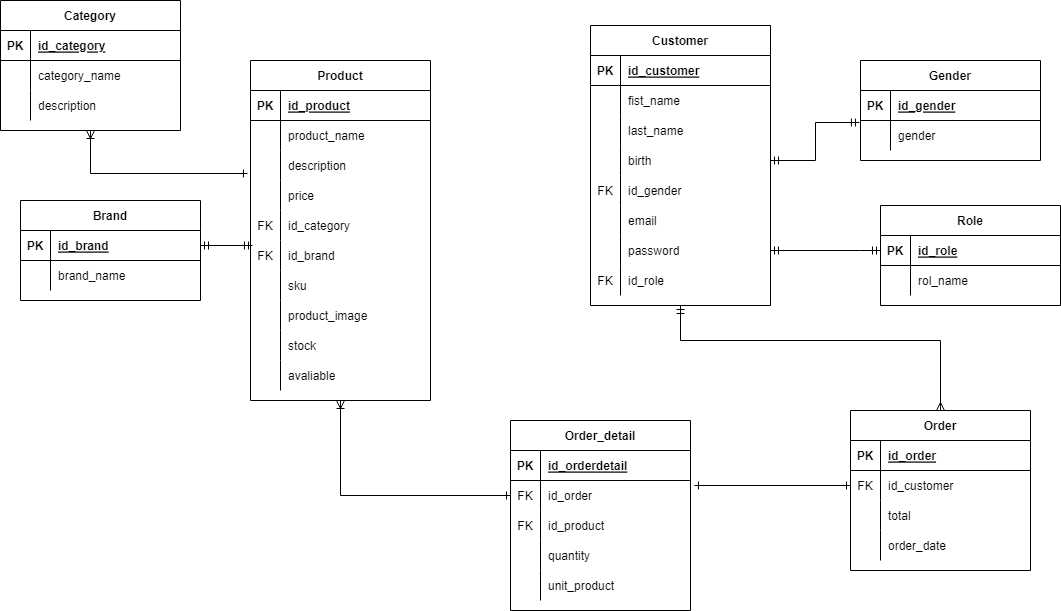 Category
PK id_category
category_name
description
Product
PK id_product
product_name
description
price
FK id_category
FK id_brand
sku
product_image
stock
avaliable
Brand
PK id_brand
brand_name
Customer
PK id_customer
fist_name
last_name
birth
FK id_gender
email
password
FK id_role
Gender
PK id_gender
gender
Role
PK id_role
rol_name
Order_detail
PK id_orderdetail
FK id_order
FK id_product
quantity
unit_product
Order
PK id_order
FK id_customer
total
order_date